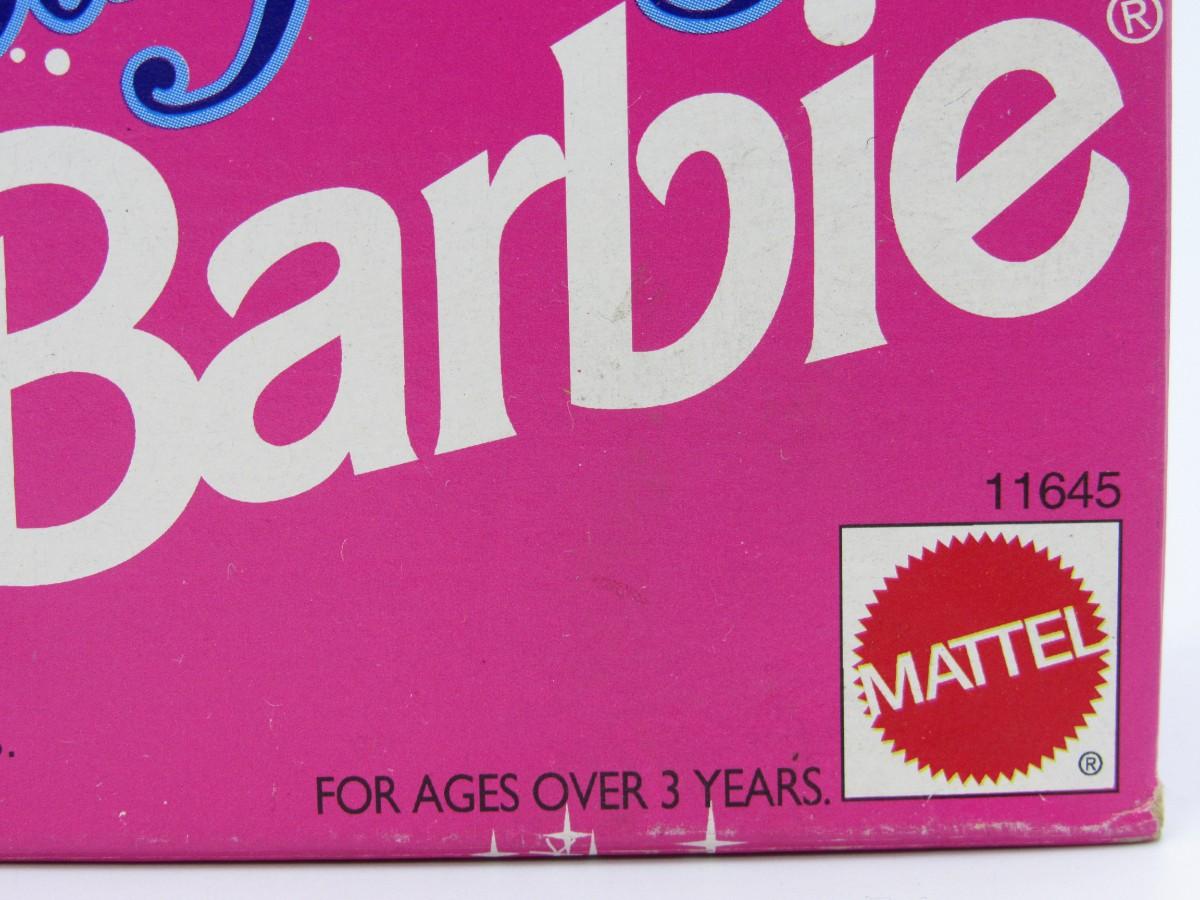 Barbie®
11645
MATTEL
®
FOR AGES OVER 3 YEARS.